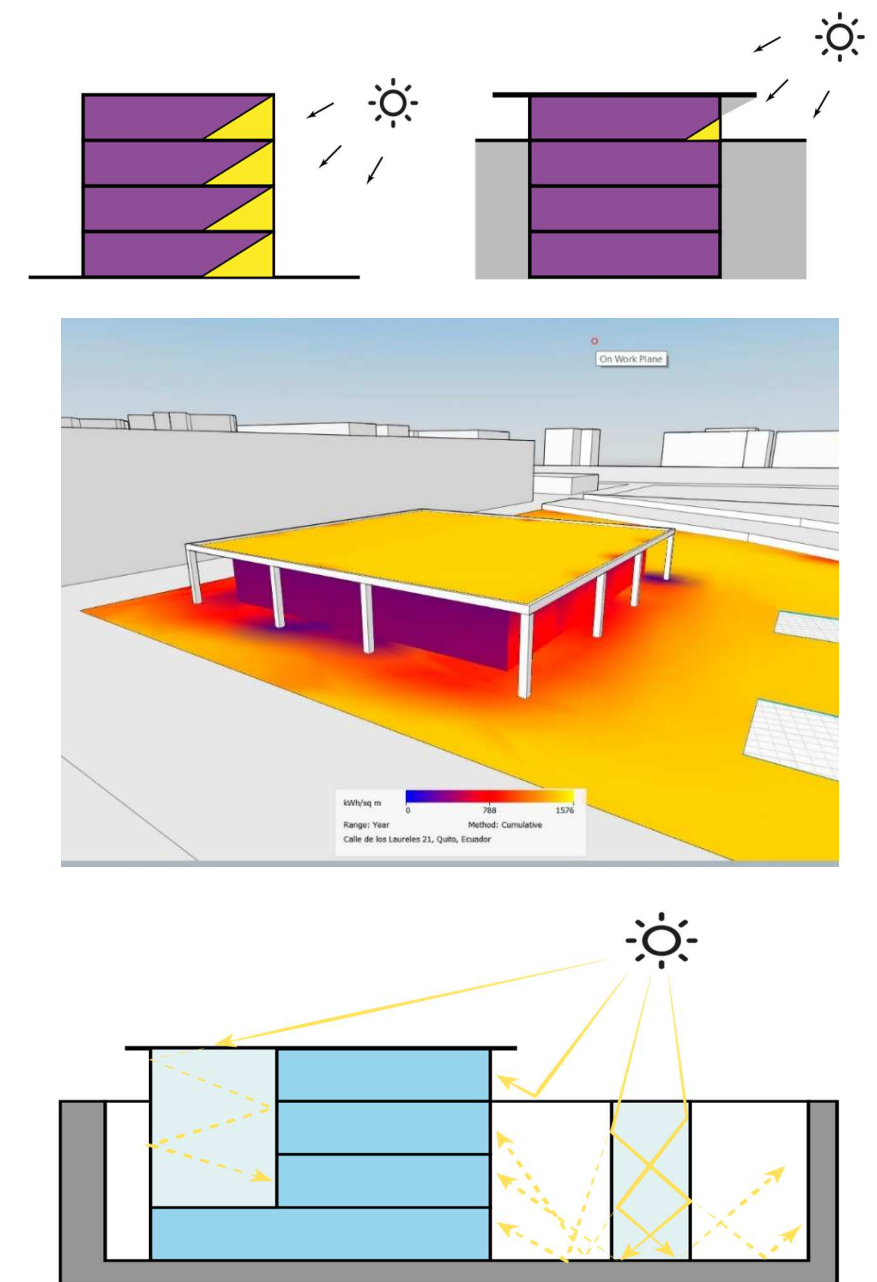 On Work Plane
kWh/sq m
0 788 1576
Range: Year Method: Cumulative
Calle de los Laureles 21, Quito, Ecuador